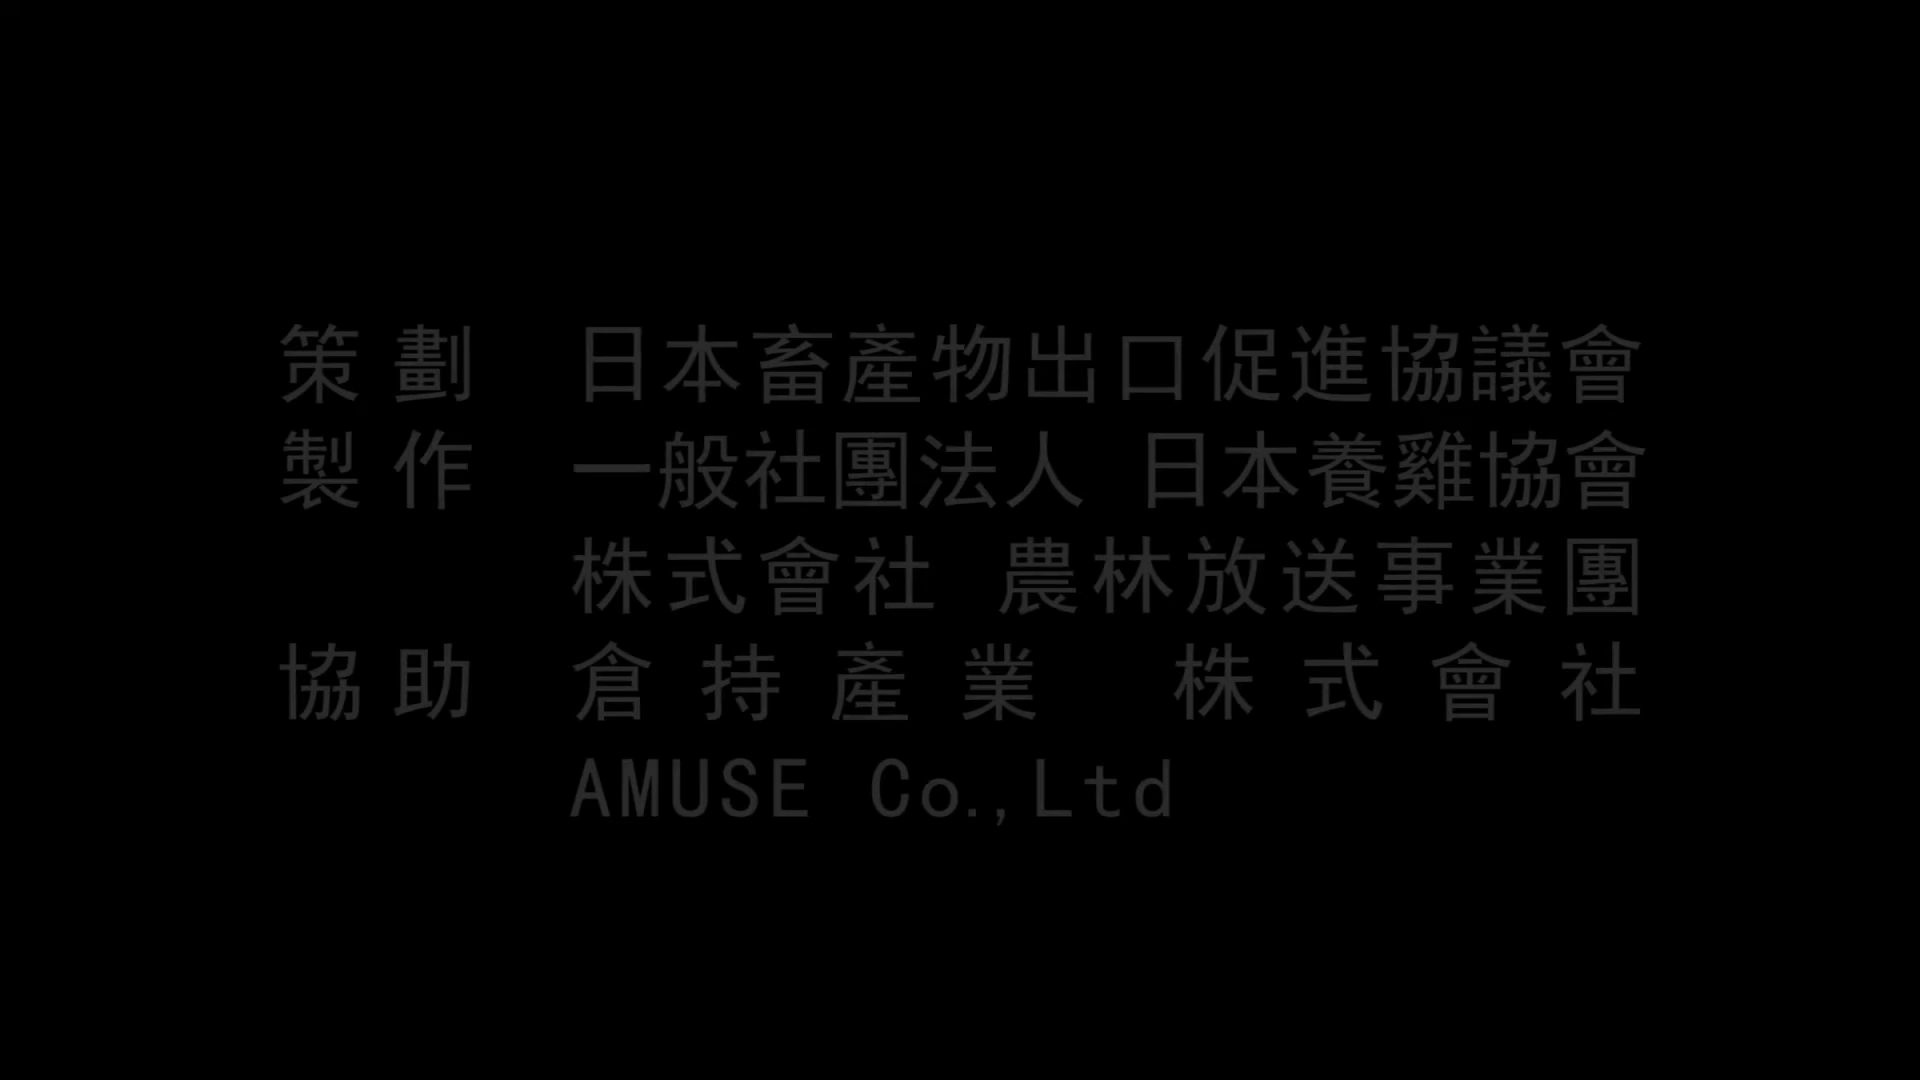 策劃 日本畜產物出口促進協議會
製作 一般社團法人 日本養雞協會
株式會社 農林放送事業團
協助 倉持產業 株式會社
AMUSE Co.,Ltd